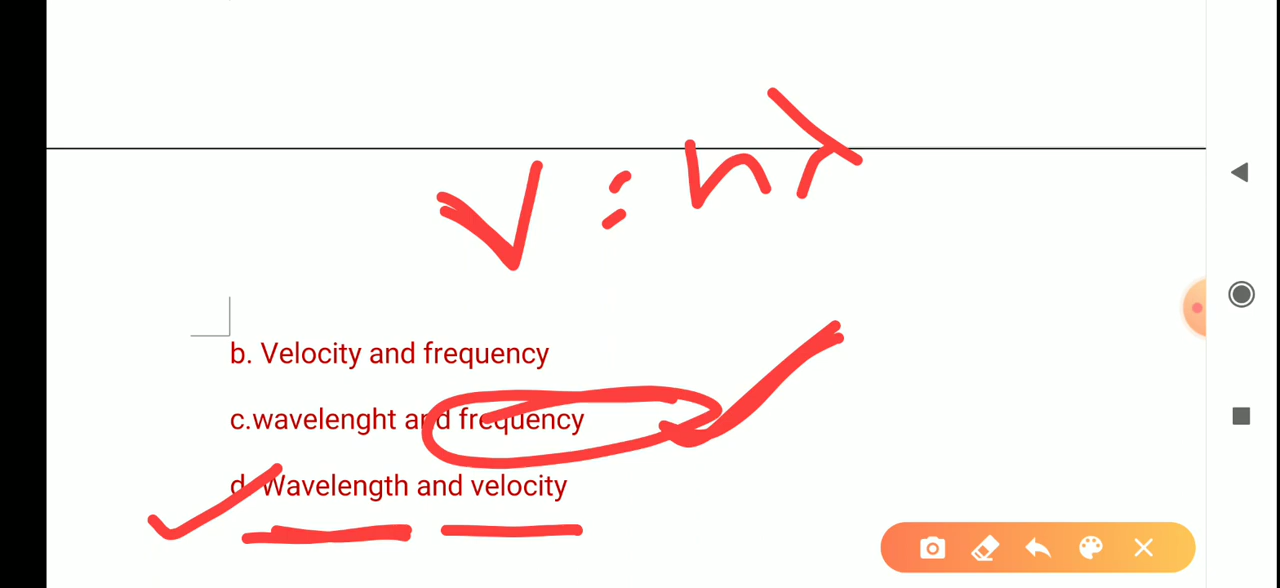 V = nλ
b. Velocity and frequency
c.wavelenght and frequency
d. Wavelength and velocity